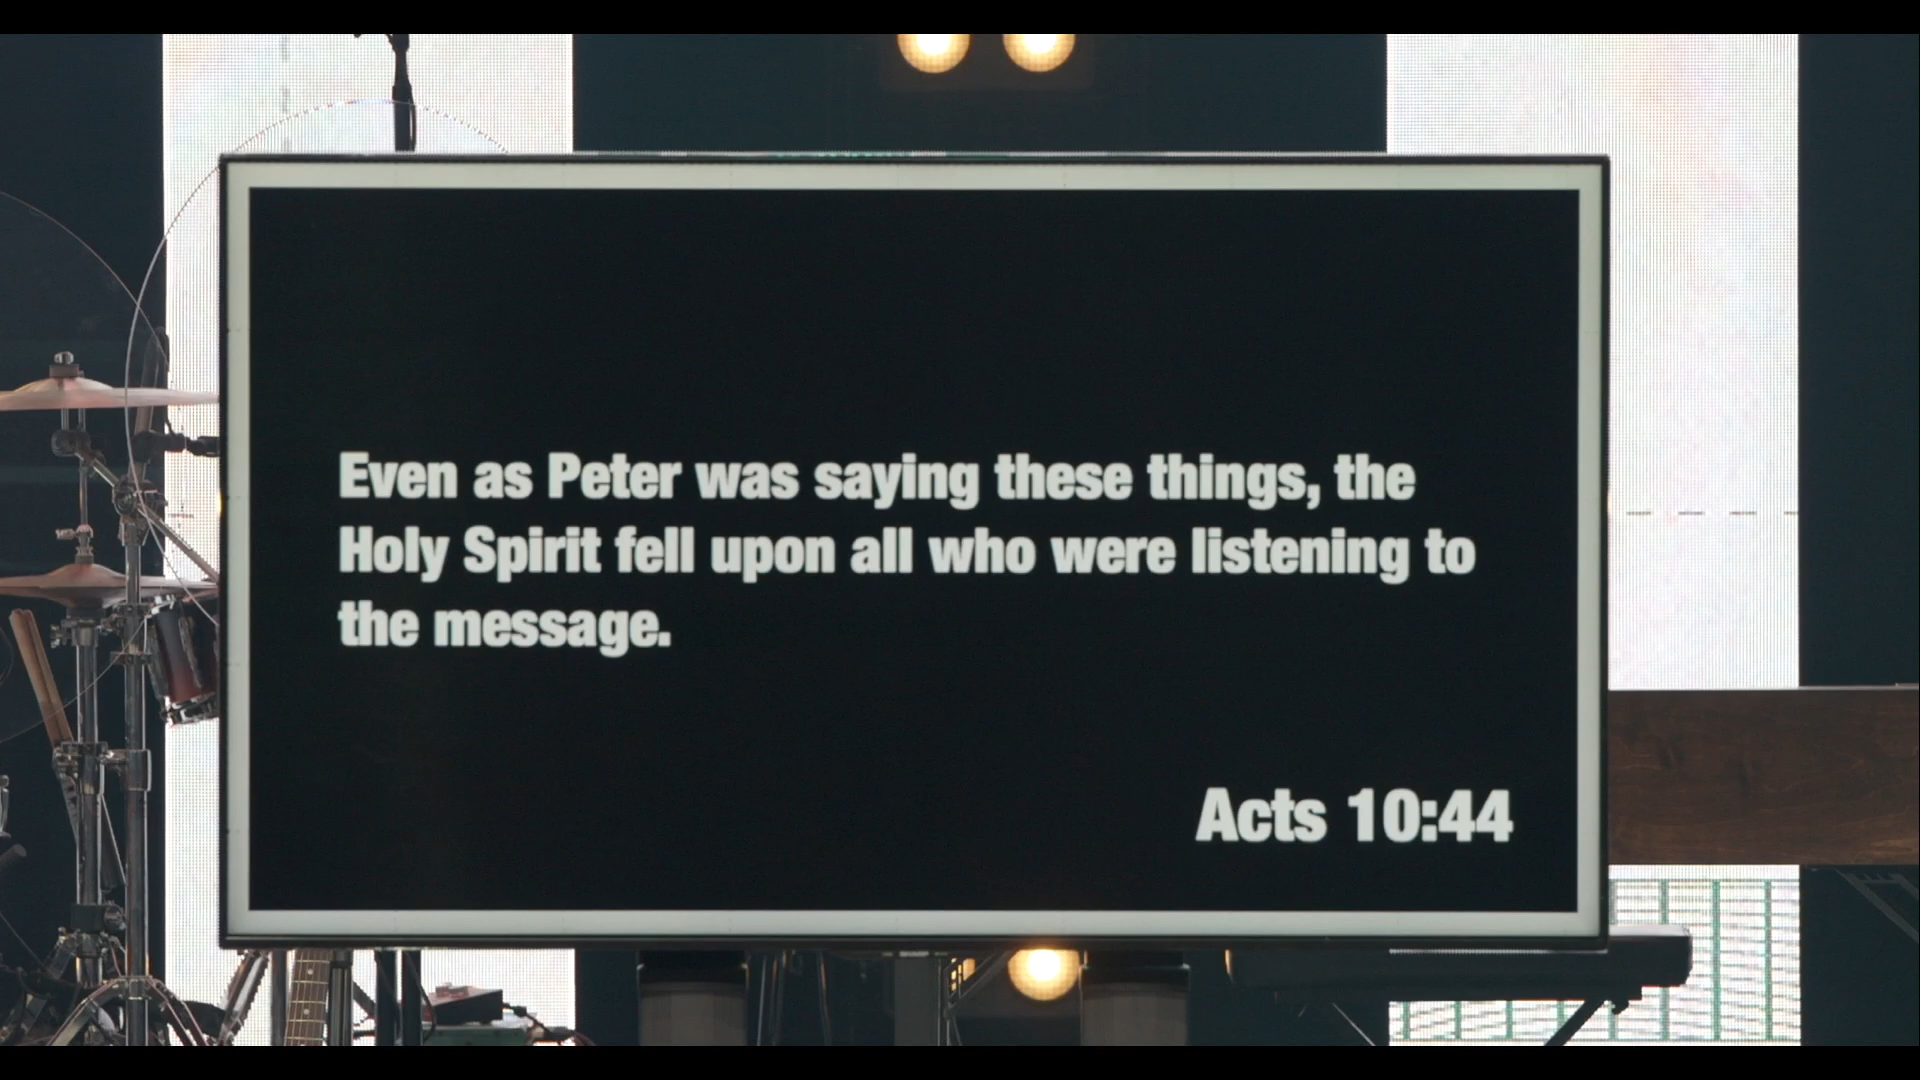 Even as Peter was saying these things, the
Holy Spirit fell upon all who were listening to
the message.
Acts 10:44